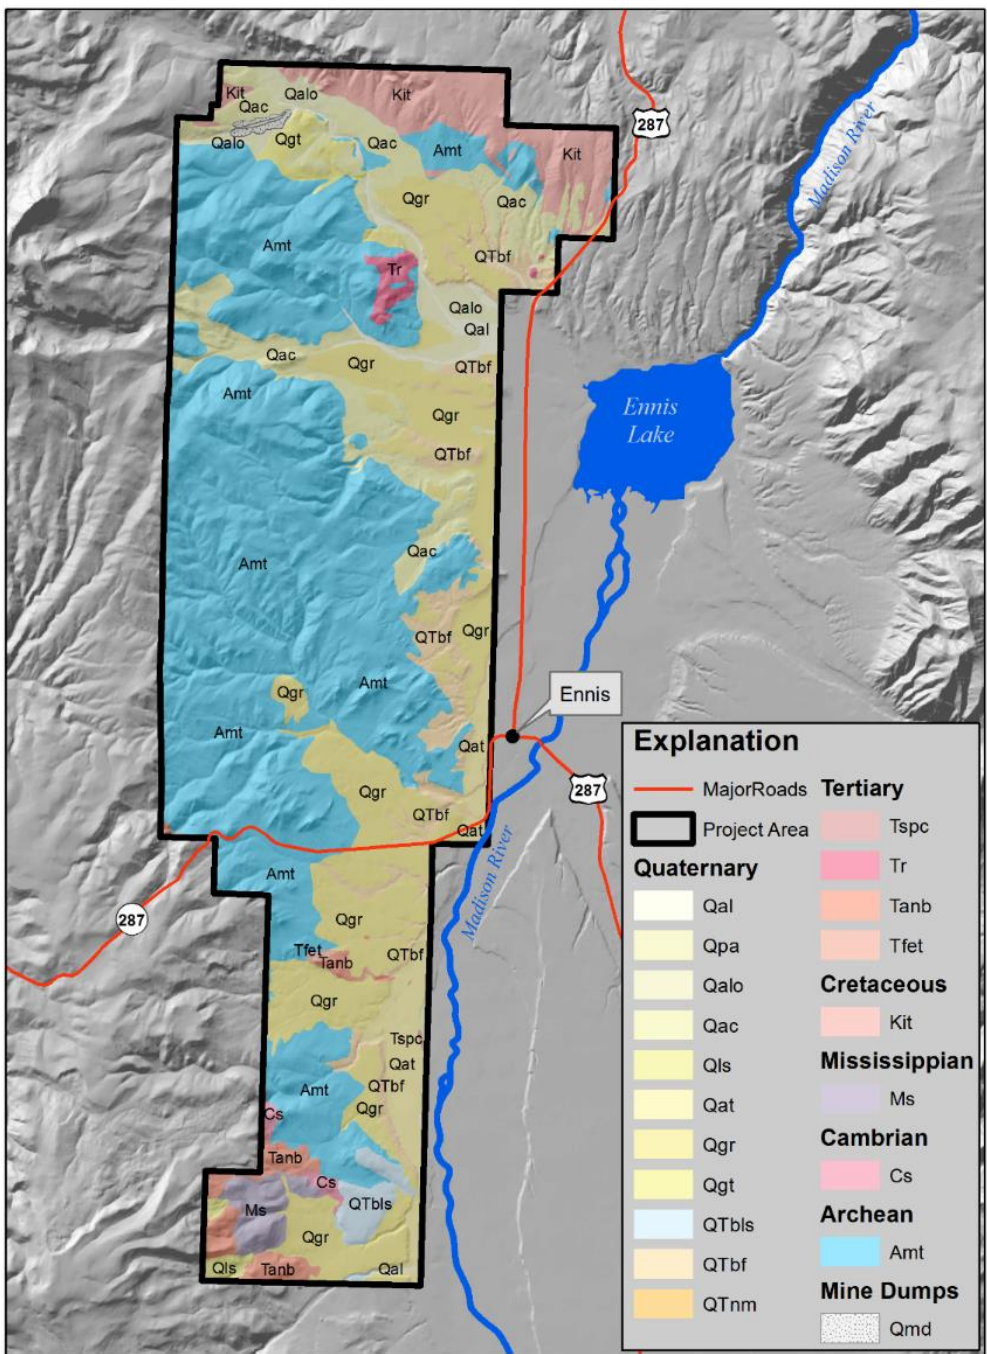 287
Madison River
Kit
Qalo
Kit
Qac
Qgt
Qalo
Qac
Amt
Kit
Qgr
Qac
Amt
QTbf
Tr
Qalo
Qal
Qac
Qgr
QTbf
Amt
Qgr
QTbf
Ennis
Lake
Qac
Amt
QTbf
Qgr
Amt
Qgr
Ennis
Amt
Qat
Qgr
287
QTbf
Qat
Madison River
Amt
287
Qgr
Tfet
Tanb
QTbf
Qgr
Tspc
Qat
QTbf
Amt
Qgr
Cs
Tanb
Cs
QTbls
Ms
Qgr
Qls
Tanb
Qal
Explanation
MajorRoads
Project Area
Quaternary
Qal
Qpa
Qalo
Qac
Qls
Qat
Qgr
Qgt
QTbls
QTbf
QTnm
Tertiary
Tspc
Tr
Tanb
Tfet
Cretaceous
Kit
Mississippian
Ms
Cambrian
Cs
Archean
Amt
Mine Dumps
Qmd